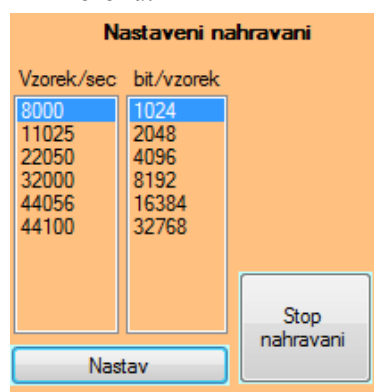 Nastaveni nahravani
Vzorek/sec bit/vzorek
8000 1024
11025 2048
22050 4096
32000 8192
44056 16384
44100 32768
Stop
nahravani
Nastav